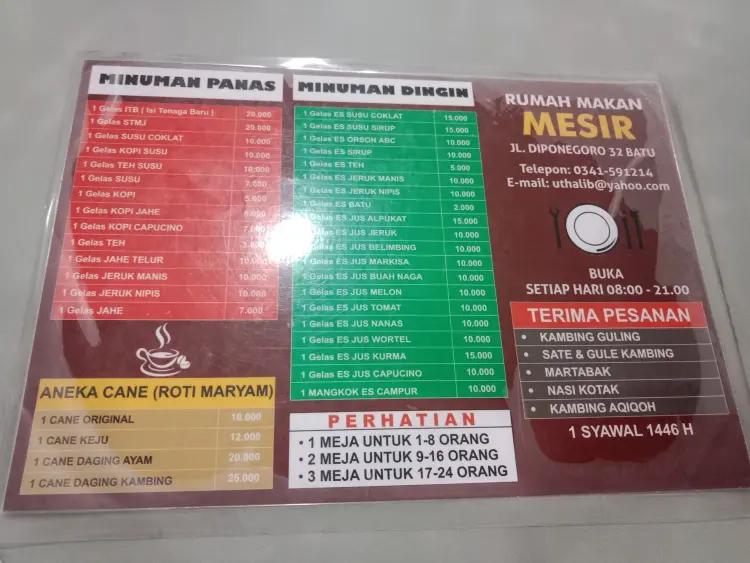 MINUMAN PANAS
1 Gelas ITB ( Isi Tenaga Baru ) 20.000
1 Gelas STMJ 20.000
1 Gelas SUSU COKLAT 10.000
1 Gelas KOPI SUSU 10.000
1 Gelas TEH SUSU 10.000
1 Gelas SUSU 7.000
1 Gelas KOPI 5.000
1 Gelas KOPI JAHE
1 Gelas KOPI CAPUCINO
1 Gelas TEH
1 Gelas JAHE TELUR 10.000
1 Gelas JERUK MANIS 10.000
1 Gelas JERUK NIPIS 10.000
1 Gelas JAHE 7.000
ANEKA CANE (ROTI MARYAM)
1 CANE ORIGINAL 10.000
1 CANE KEJU 12.000
1 CANE DAGING AYAM 20.000
1 CANE DAGING KAMBING 25.000
MINUMAN DINGIN
1 Gelas ES SUSU COKLAT 15.000
1 Gelas ES SUSU SIRUP 15.000
1 Gelas ES ORSON ABC 10.000
1 Gelas ES SIRUP 10.000
1 Gelas ES TEH 5.000
1 Gelas ES JERUK MANIS 10.000
1 Gelas ES JERUK NIPIS 10.000
1 Gelas ES BATU 2.000
1 Gelas ES JUS ALPUKAT 15.000
1 Gelas ES JUS JERUK 10.000
1 Gelas ES JUS BELIMBING 10.000
1 Gelas ES JUS MARKISA 10.000
1 Gelas ES JUS BUAH NAGA 10.000
1 Gelas ES JUS MELON 10.000
1 Gelas ES JUS TOMAT 10.000
1 Gelas ES JUS NANAS 10.000
1 Gelas ES JUS WORTEL 10.000
1 Gelas ES JUS KURMA 15.000
1 Gelas ES JUS CAPUCINO 10.000
1 MANGKOK ES CAMPUR 10.000
PERHATIAN
• 1 MEJA UNTUK 1-8 ORANG
• 2 MEJA UNTUK 9-16 ORANG
• 3 MEJA UNTUK 17-24 ORANG
RUMAH MAKAN
MESIR
JL. DIPONEGORO 32 BATU
Telepon: 0341-591214
E-mail: uthalib@yahoo.com
BUKA
SETIAP HARI 08:00 - 21.00
TERIMA PESANAN
• KAMBING GULING
• SATE & GULE KAMBING
• MARTABAK
• NASI KOTAK
• KAMBING AQIQOH
1 SYAWAL 1446 H